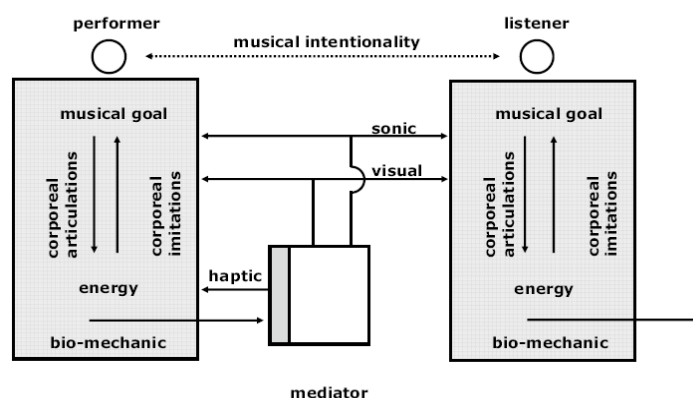 performer
listener
musical intentionality
musical goal
musical goal
sonic
visual
corporeal
articulations
corporeal
imitations
corporeal
articulations
corporeal
imitations
haptic
energy
energy
bio-mechanic
bio-mechanic
mediator